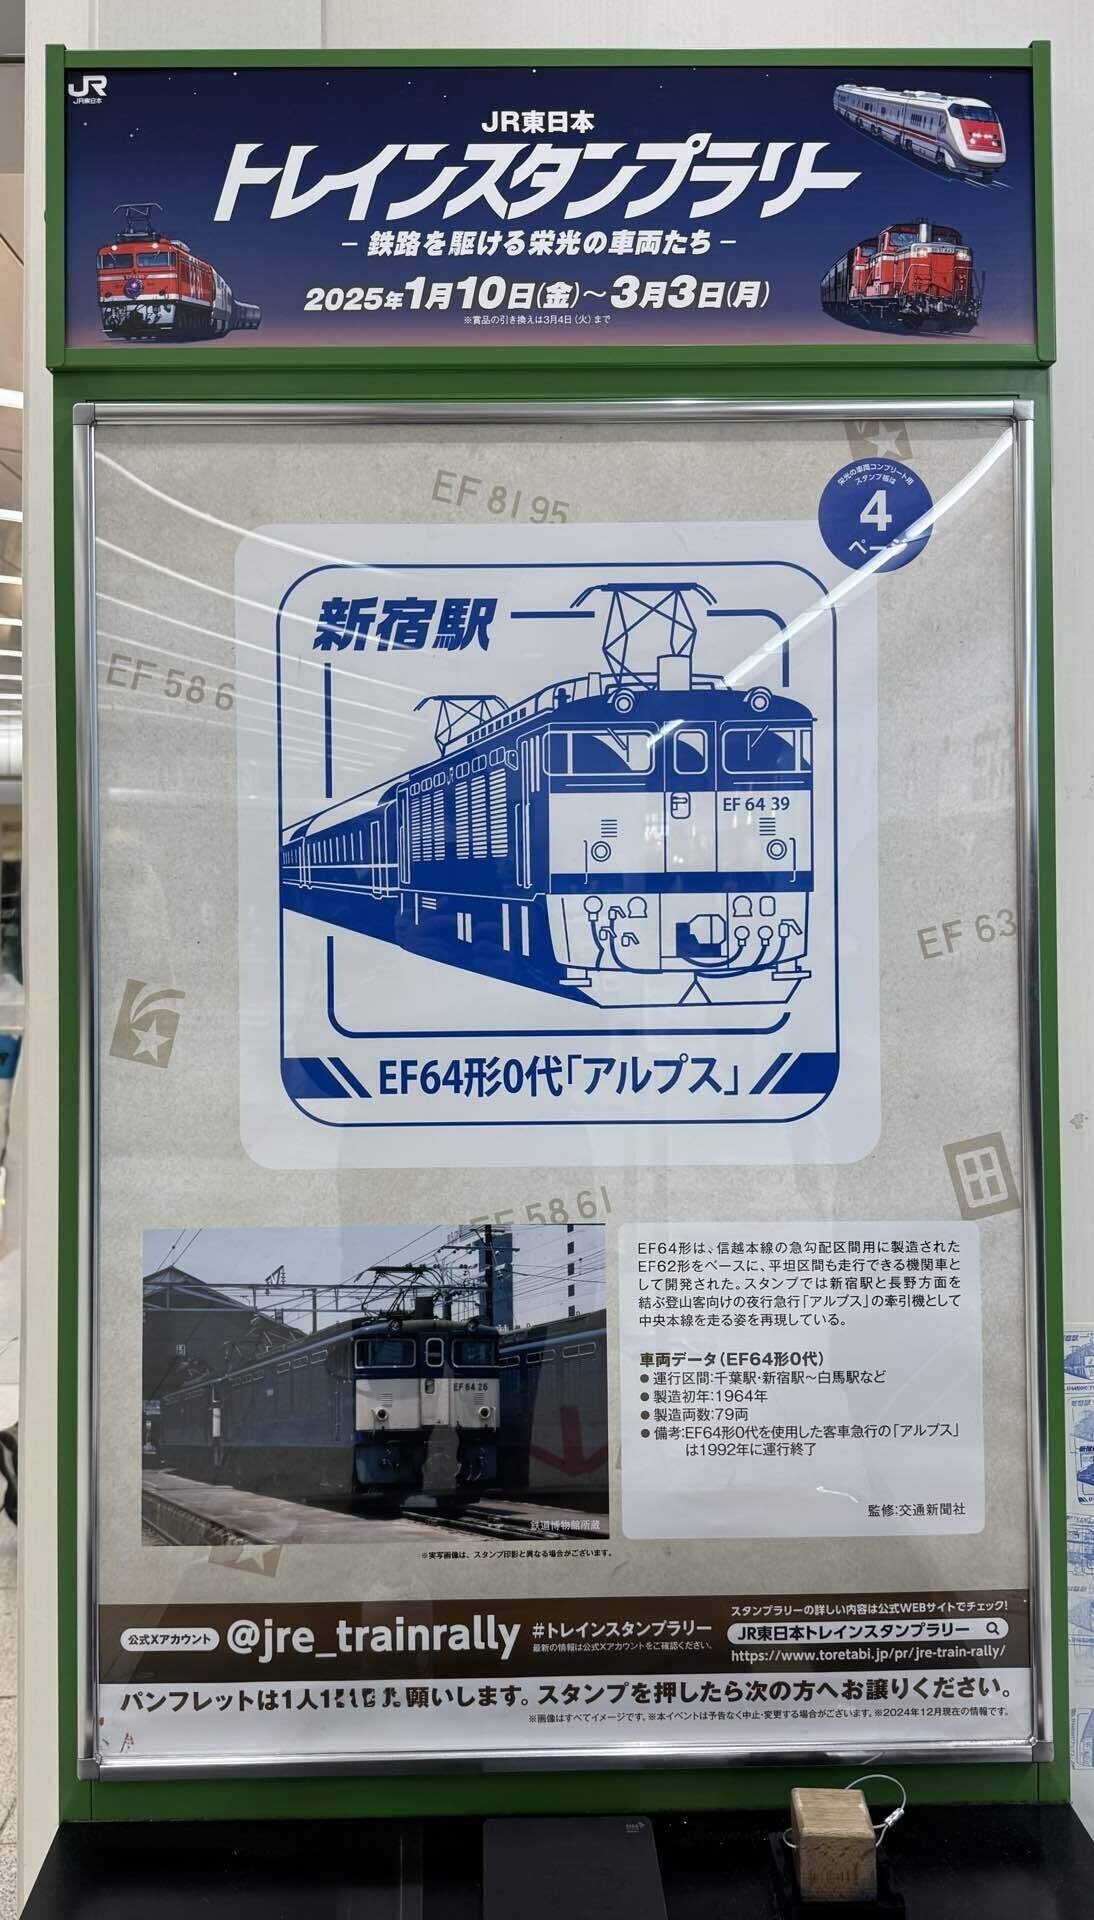 JR
JR東日本
JR東日本
トレインスタンプラリー
- 鉄路を駆ける栄光の車両たち -
2025年1月10日(金)～3月3日(月)
※賞品の引き換えは3月4日(火)まで
栄光の車両コンプリート用
スタンプ帳は
4
ページ
EF 81 95
新宿駅
EF 58 6
EF 64 39
EF 63
EF64形0代「アルプス」
EF 58 61
EF64形は、信越本線の急勾配区間用に製造された
EF62形をベースに、平坦区間も走行できる機関車と
して開発された。スタンプでは新宿駅と長野方面を
結ぶ登山客向けの夜行急行「アルプス」の牽引機として
中央本線を走る姿を再現している。
車両データ(EF64形0代)
●運行区間:千葉駅・新宿駅～白馬駅など
●製造初年:1964年
●製造両数:79両
●備考:EF64形0代を使用した客車急行の「アルプス」
は1992年に運行終了
監修:交通新聞社
EF 64 26
鉄道博物館所蔵
※実写画像は、スタンプ印影と異なる場合がございます。
公式Xアカウント
@jre_trainrally
#トレインスタンプラリー
最新の情報は公式Xアカウントをご確認ください。
スタンプラリーの詳しい内容は公式WEBサイトでチェック!
JR東日本トレインスタンプラリー
https://www.toretabi.jp/pr/jre-train-rally/
パンフレットは1人1部お願いします。スタンプを押したら次の方へお譲りください。
※画像はすべてイメージです。※本イベントは予告なく中止・変更する場合がございます。※2024年12月現在の情報です。